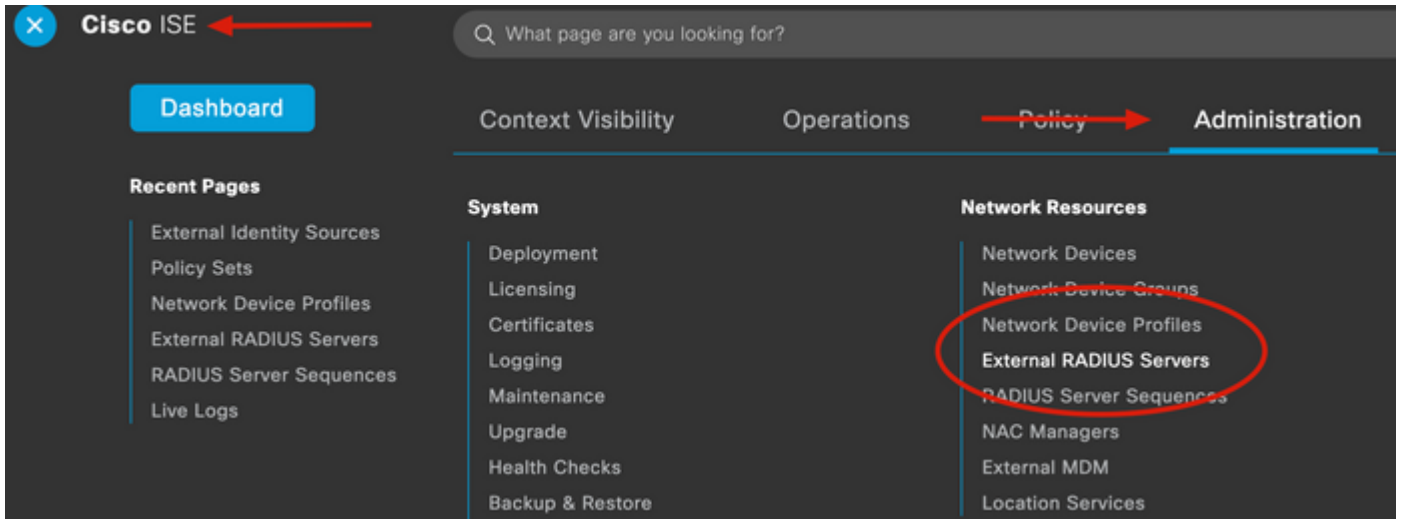 Cisco ISE
What page are you looking for?
Dashboard
Context Visibility
Operations
Policy
Administration
Recent Pages
External Identity Sources
Policy Sets
Network Device Profiles
External RADIUS Servers
RADIUS Server Sequences
Live Logs
System
Deployment
Licensing
Certificates
Logging
Maintenance
Upgrade
Health Checks
Backup & Restore
Network Resources
Network Devices
Network Device Groups
Network Device Profiles
External RADIUS Servers
RADIUS Server Sequences
NAC Managers
External MDM
Location Services